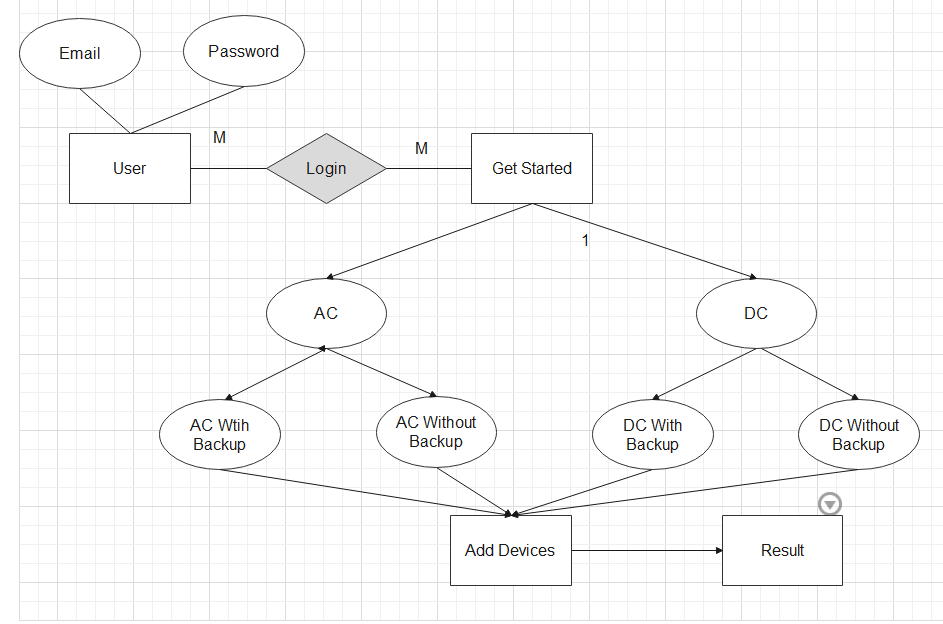 Email
Password
User
M
Login
M
Get Started
1
AC
DC
AC Wtih
Backup
AC Without
Backup
DC With
Backup
DC Without
Backup
Add Devices
Result